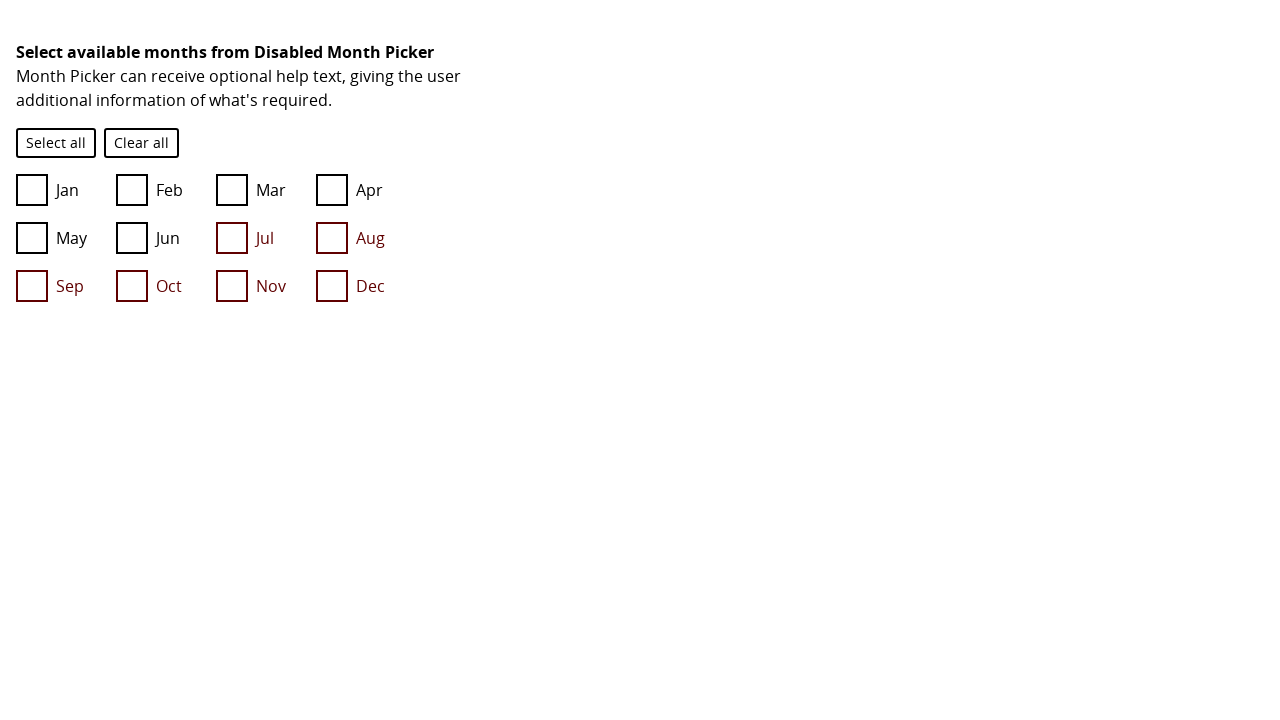 Select available months from Disabled Month Picker
Month Picker can receive optional help text, giving the user
additional information of what's required.
Select all Clear all
Jan Feb Mar Apr
May Jun Jul Aug
Sep Oct Nov Dec